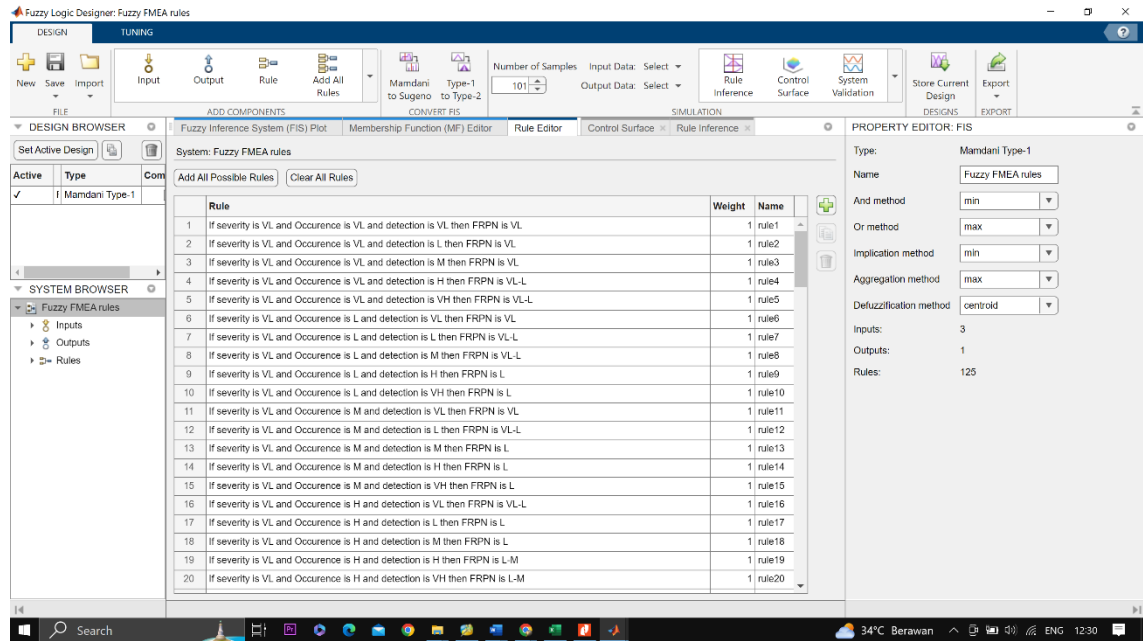 Fuzzy Logic Designer: Fuzzy FMEA rules
DESIGN TUNING
New Save Import
FILE
Input Output Rule Add All Rules
ADD COMPONENTS
Mamdani to Sugeno Type-1 to Type-2
CONVERT FIS
Number of Samples 101
Input Data: Select
Output Data: Select
Rule Inference Control Surface System Validation
SIMULATION
Store Current Design
DESIGNS
Export
EXPORT
DESIGN BROWSER
Set Active Design
Active Type Com
F Mamdani Type-1
SYSTEM BROWSER
Fuzzy FMEA rules
Inputs
Outputs
Rules
Fuzzy Inference System (FIS) Plot Membership Function (MF) Editor Rule Editor Control Surface Rule Inference
System: Fuzzy FMEA rules
Add All Possible Rules Clear All Rules
Rule Weight Name
1 If severity is VL and Occurence is VL and detection is VL then FRPN is VL 1 rule1
2 If severity is VL and Occurence is VL and detection is L then FRPN is VL 1 rule2
3 If severity is VL and Occurence is VL and detection is M then FRPN is VL 1 rule3
4 If severity is VL and Occurence is VL and detection is H then FRPN is VL-L 1 rule4
5 If severity is VL and Occurence is VL and detection is VH then FRPN is VL-L 1 rule5
6 If severity is VL and Occurence is L and detection is VL then FRPN is VL 1 rule6
7 If severity is VL and Occurence is L and detection is L then FRPN is VL-L 1 rule7
8 If severity is VL and Occurence is L and detection is M then FRPN is VL-L 1 rule8
9 If severity is VL and Occurence is L and detection is H then FRPN is L 1 rule9
10 If severity is VL and Occurence is L and detection is VH then FRPN is L 1 rule10
11 If severity is VL and Occurence is M and detection is VL then FRPN is VL 1 rule11
12 If severity is VL and Occurence is M and detection is L then FRPN is VL-L 1 rule12
13 If severity is VL and Occurence is M and detection is M then FRPN is L 1 rule13
14 If severity is VL and Occurence is M and detection is H then FRPN is L 1 rule14
15 If severity is VL and Occurence is M and detection is VH then FRPN is L 1 rule15
16 If severity is VL and Occurence is H and detection is VL then FRPN is VL-L 1 rule16
17 If severity is VL and Occurence is H and detection is L then FRPN is L 1 rule17
18 If severity is VL and Occurence is H and detection is M then FRPN is L 1 rule18
19 If severity is VL and Occurence is H and detection is H then FRPN is L-M 1 rule19
20 If severity is VL and Occurence is H and detection is VH then FRPN is L-M 1 rule20
PROPERTY EDITOR: FIS
Type: Mamdani Type-1
Name Fuzzy FMEA rules
And method min
Or method max
Implication method min
Aggregation method max
Defuzzification method centroid
Inputs: 3
Outputs: 1
Rules: 125
Search 34°C Berawan ENG 12:30